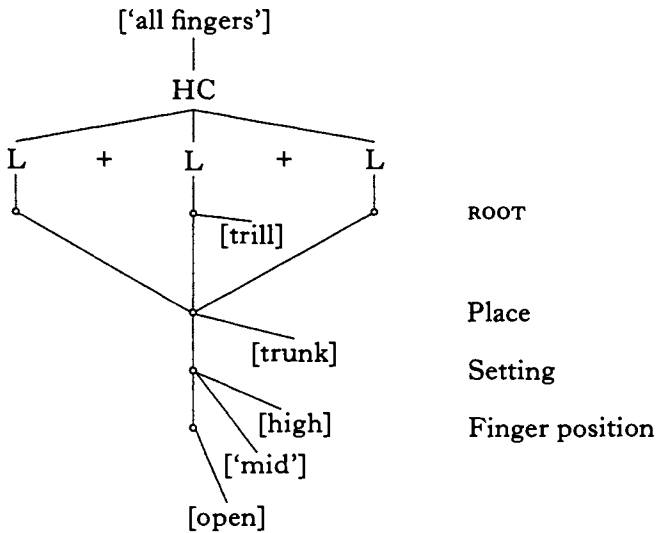 [‘all fingers’]
HC
L + L + L
ROOT
[trill]
Place
[trunk]
Setting
[high]
Finger position
[‘mid’]
[open]